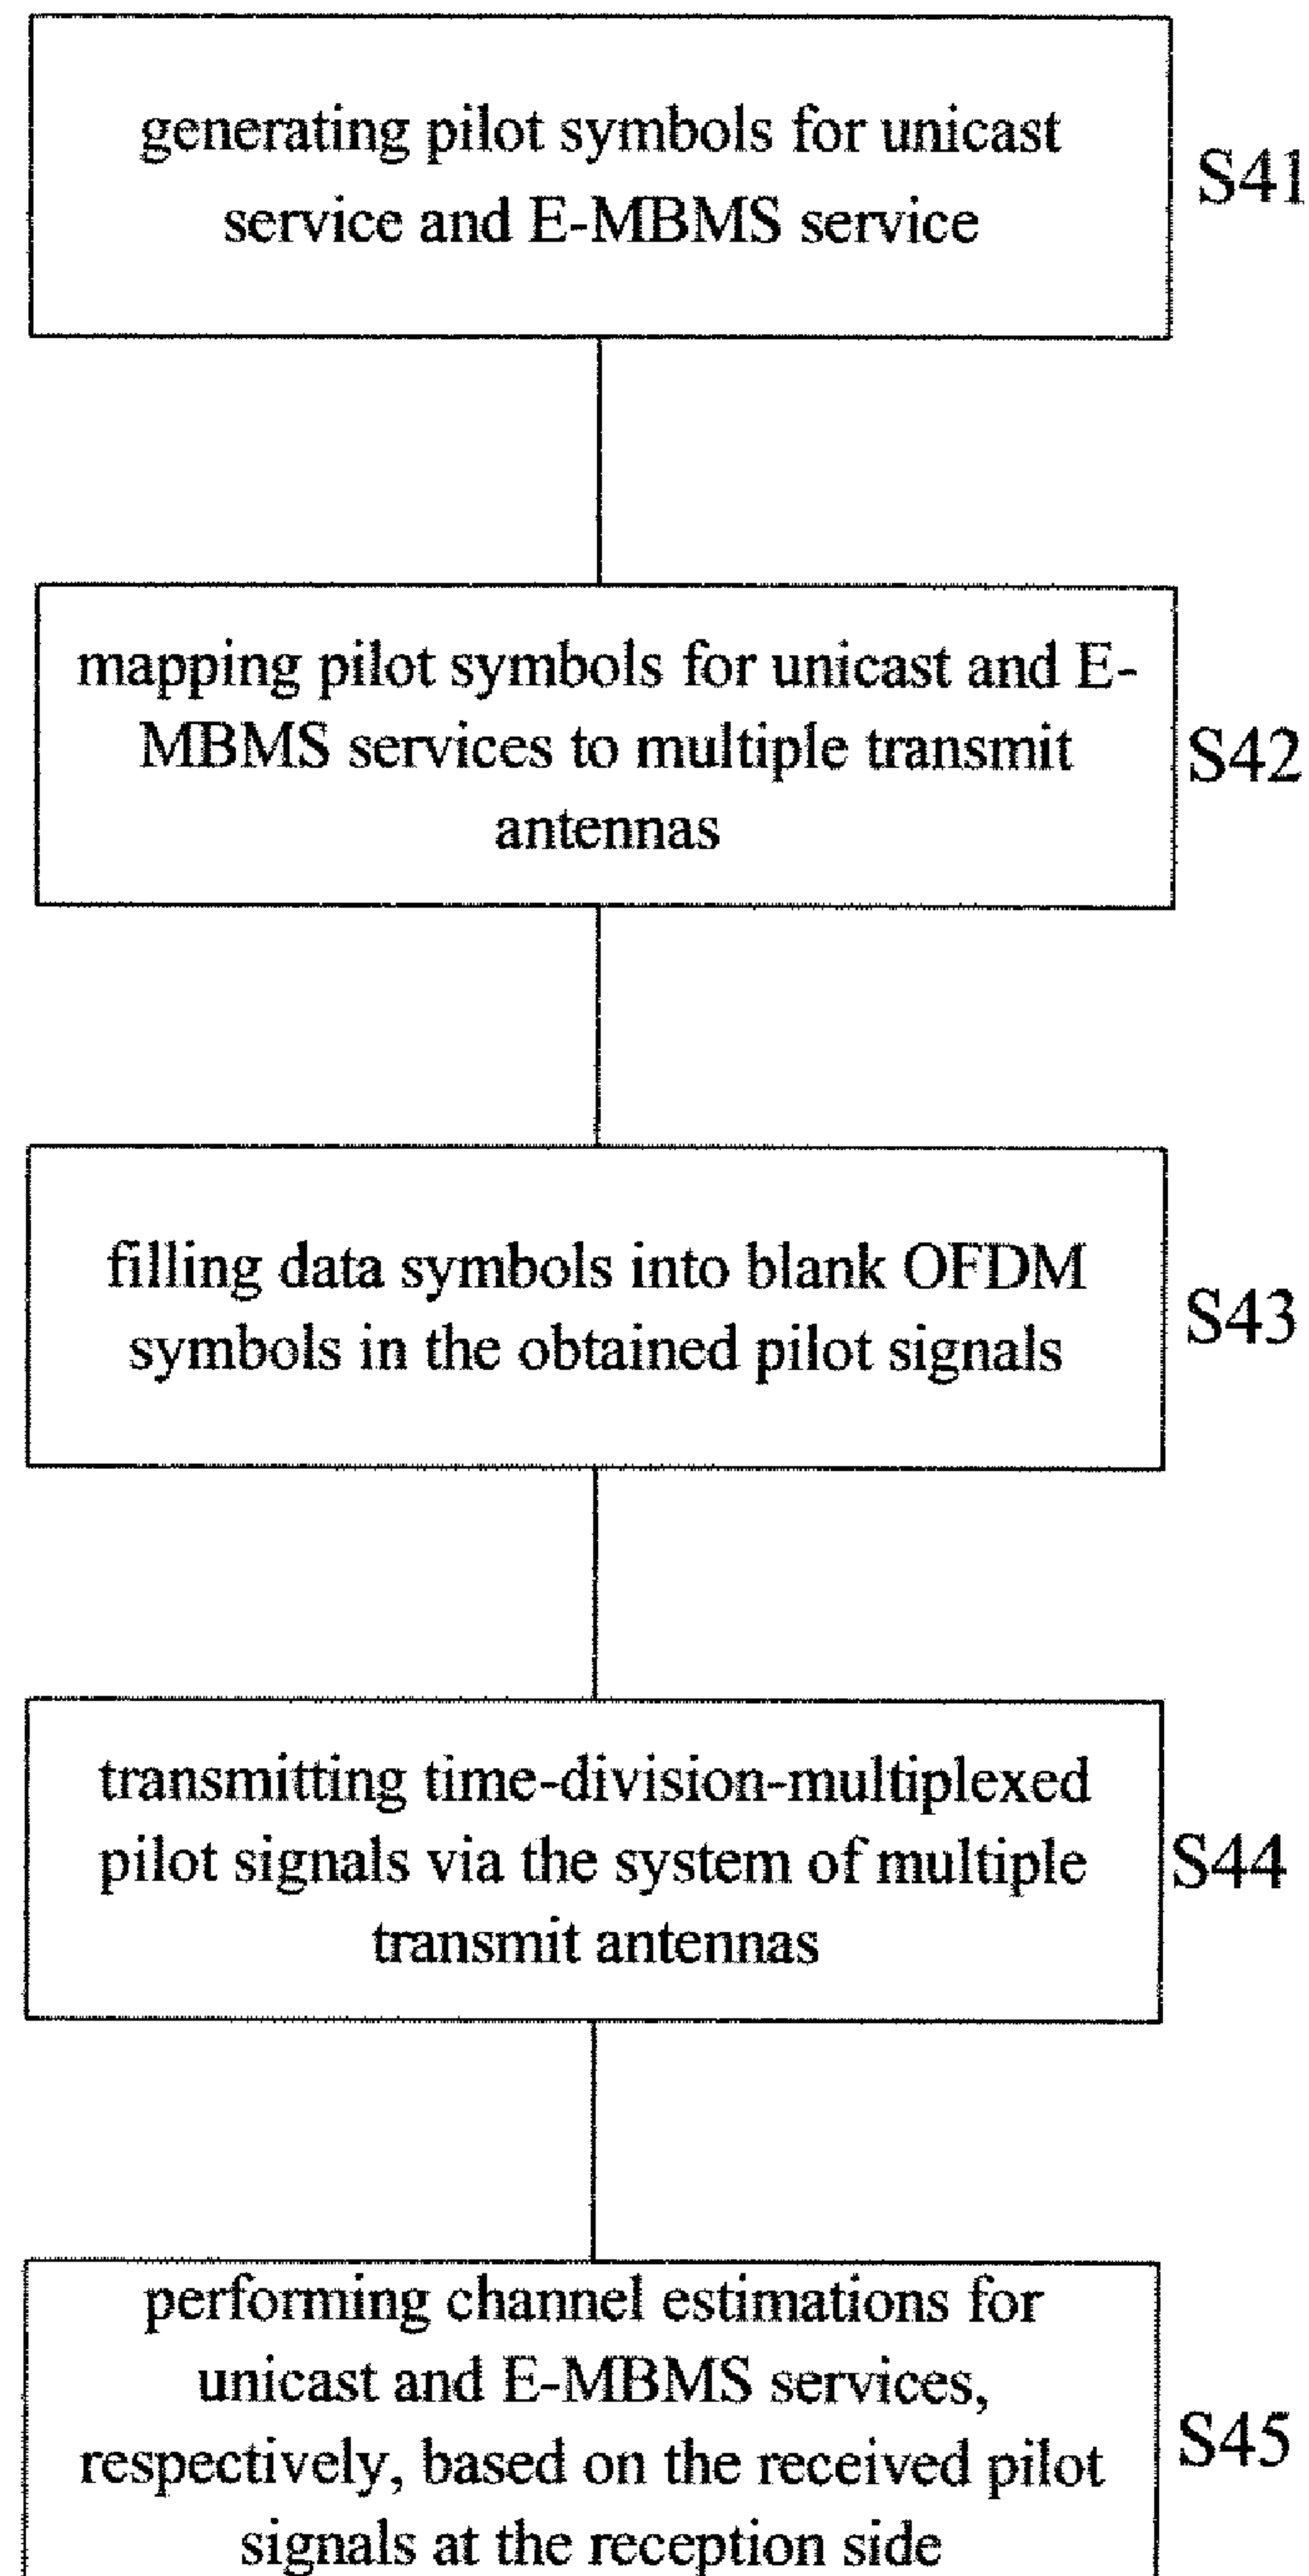 generating pilot symbols for unicast
service and E-MBMS service
S41
mapping pilot symbols for unicast and E-
MBMS services to multiple transmit
antennas
S42
filling data symbols into blank OFDM
symbols in the obtained pilot signals
S43
transmitting time-division-multiplexed
pilot signals via the system of multiple
transmit antennas
S44
performing channel estimations for
unicast and E-MBMS services,
respectively, based on the received pilot
signals at the reception side
S45